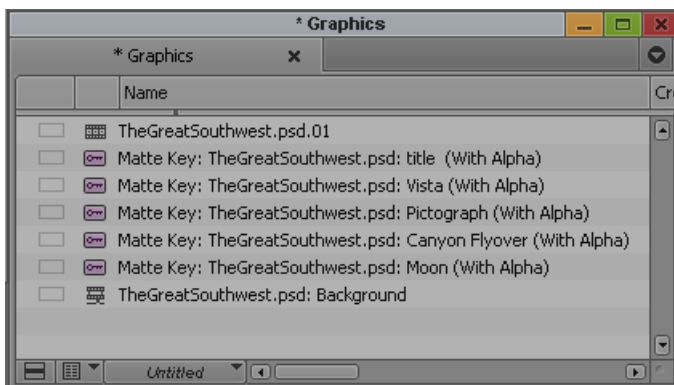 * Graphics
* Graphics
Name Cr
TheGreatSouthwest.psd.01
Matte Key: TheGreatSouthwest.psd: title (With Alpha)
Matte Key: TheGreatSouthwest.psd: Vista (With Alpha)
Matte Key: TheGreatSouthwest.psd: Pictograph (With Alpha)
Matte Key: TheGreatSouthwest.psd: Canyon Flyover (With Alpha)
Matte Key: TheGreatSouthwest.psd: Moon (With Alpha)
TheGreatSouthwest.psd: Background
Untitled